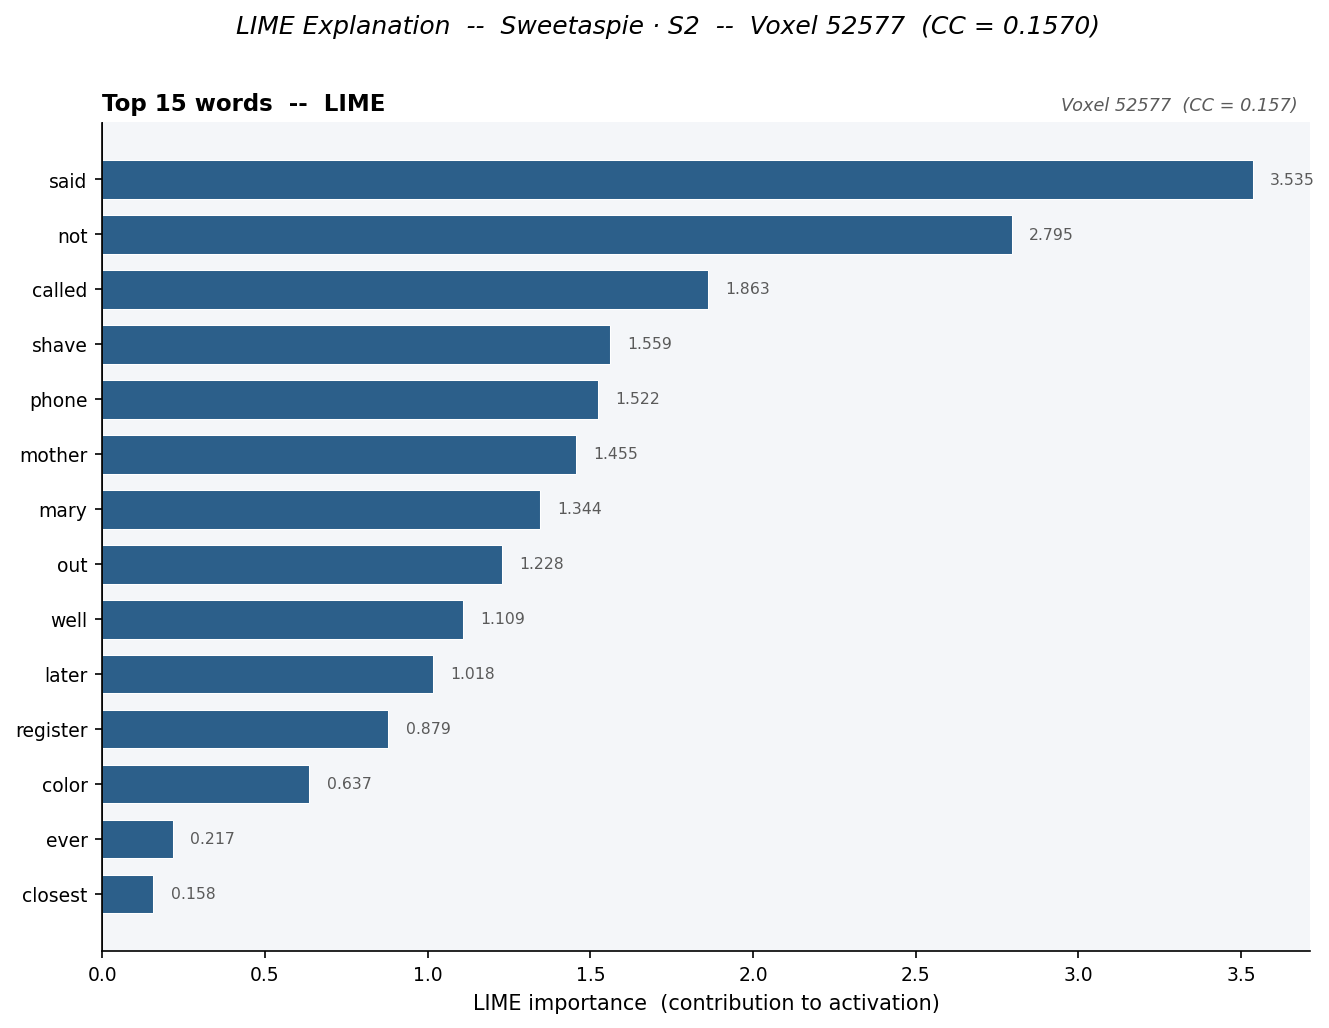 LIME Explanation -- Sweetaspie · S2 -- Voxel 52577 (CC = 0.1570)
Top 15 words -- LIME
Voxel 52577 (CC = 0.157)
said 3.535
not 2.795
called 1.863
shave 1.559
phone 1.522
mother 1.455
mary 1.344
out 1.228
well 1.109
later 1.018
register 0.879
color 0.637
ever 0.217
closest 0.158
0.0 0.5 1.0 1.5 2.0 2.5 3.0 3.5
LIME importance (contribution to activation)